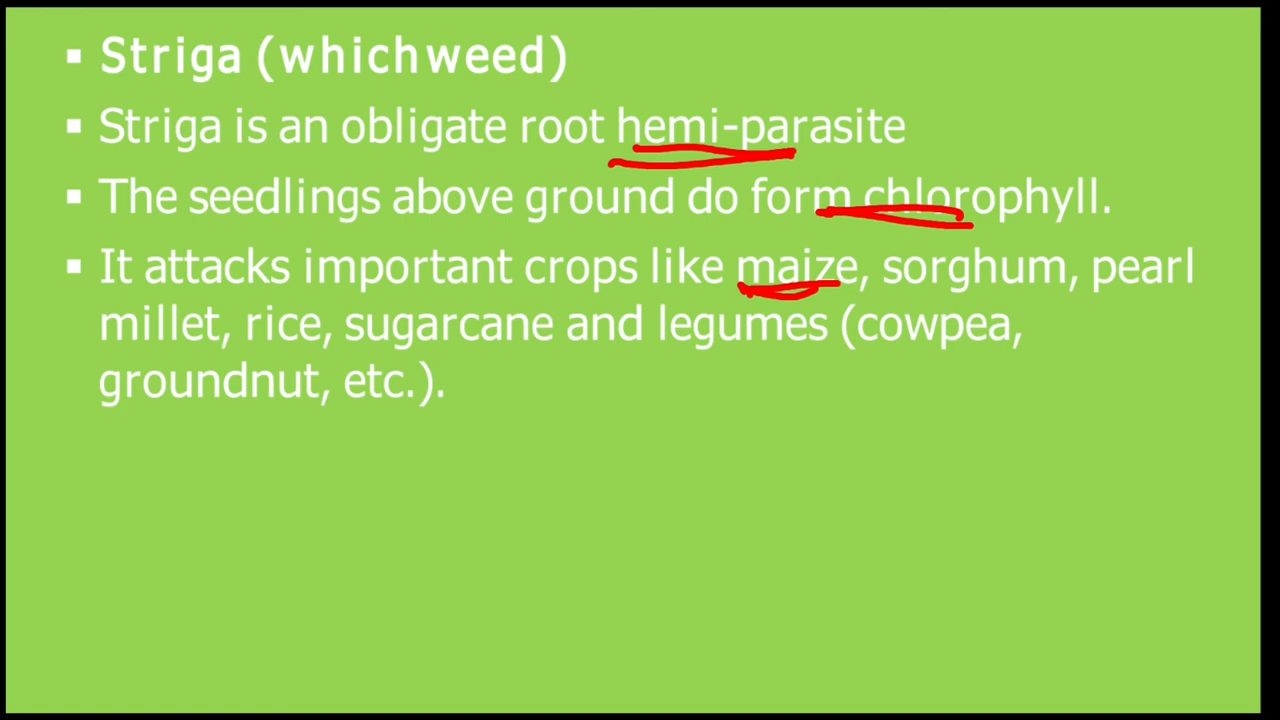 ▪ Striga (whichweed)
▪ Striga is an obligate root hemi-parasite
▪ The seedlings above ground do form chlorophyll.
▪ It attacks important crops like maize, sorghum, pearl
millet, rice, sugarcane and legumes (cowpea,
groundnut, etc.).